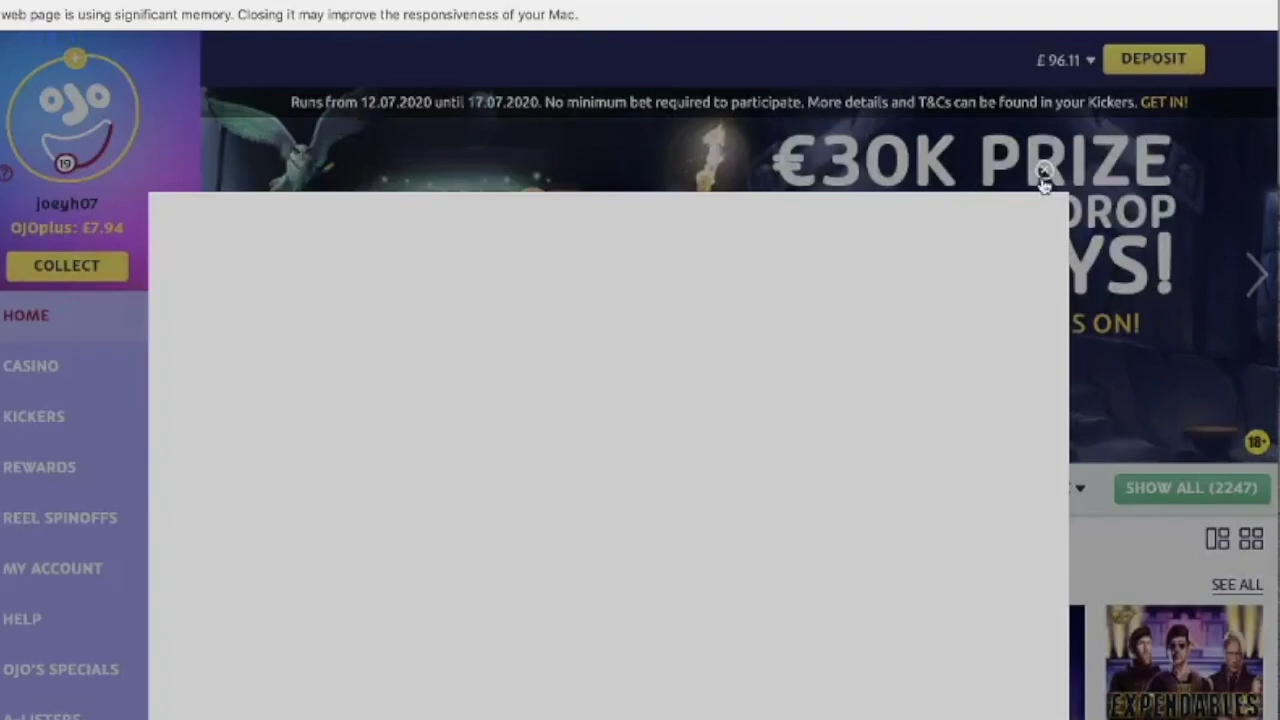 web page is using significant memory. Closing it may improve the responsiveness of your Mac.
£ 96.11
DEPOSIT
Runs from 12.07.2020 until 17.07.2020. No minimum bet required to participate. More details and T&Cs can be found in your Kickers. GET IN!
OJO
19
joeyh07
OJOplus: £7.94
COLLECT
€30K PRIZE
DROP
YS!
S ON!
18+
HOME
CASINO
KICKERS
REWARDS
REEL SPINOFFS
MY ACCOUNT
HELP
OJO'S SPECIALS
A-LISTERS
SHOW ALL (2247)
SEE ALL
EXPENDABLES